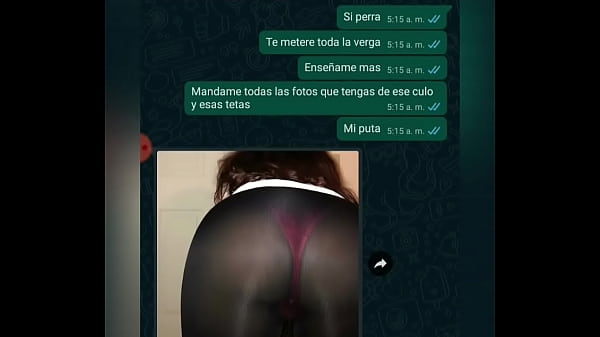 Si perra 5:15 a. m.
Te metere toda la verga 5:15 a. m.
Enseñame mas 5:15 a. m.
Mandame todas las fotos que tengas de ese culo
y esas tetas 5:15 a. m.
Mi puta 5:15 a. m.